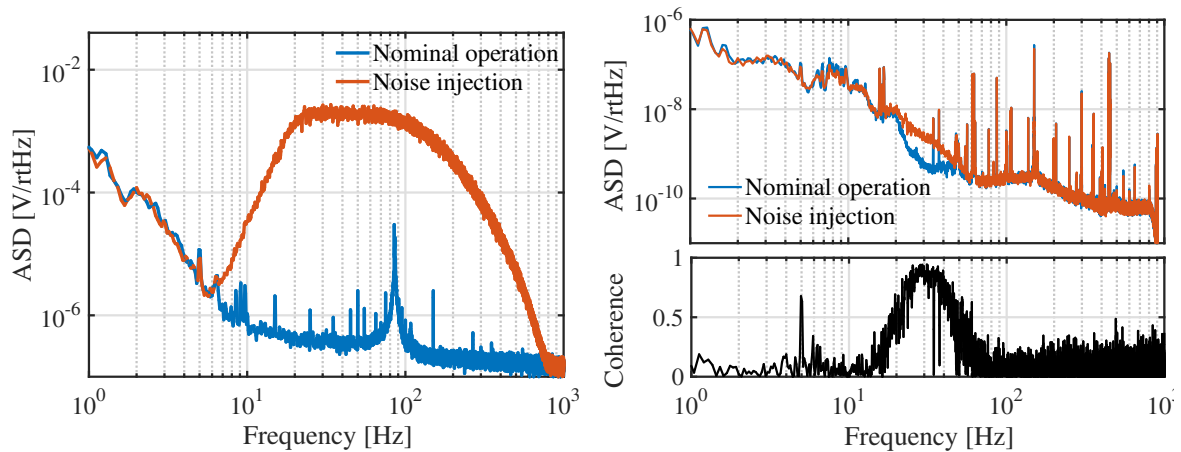 Nominal operation
Noise injection
ASD [V/rtHz]
10^-2
10^-4
10^-6
10^0
10^1
10^2
10^3
Frequency [Hz]
10^-6
10^-8
10^-10
ASD [V/rtHz]
Nominal operation
Noise injection
1
0.5
0
Coherence
10^0
10^1
10^2
Frequency [Hz]